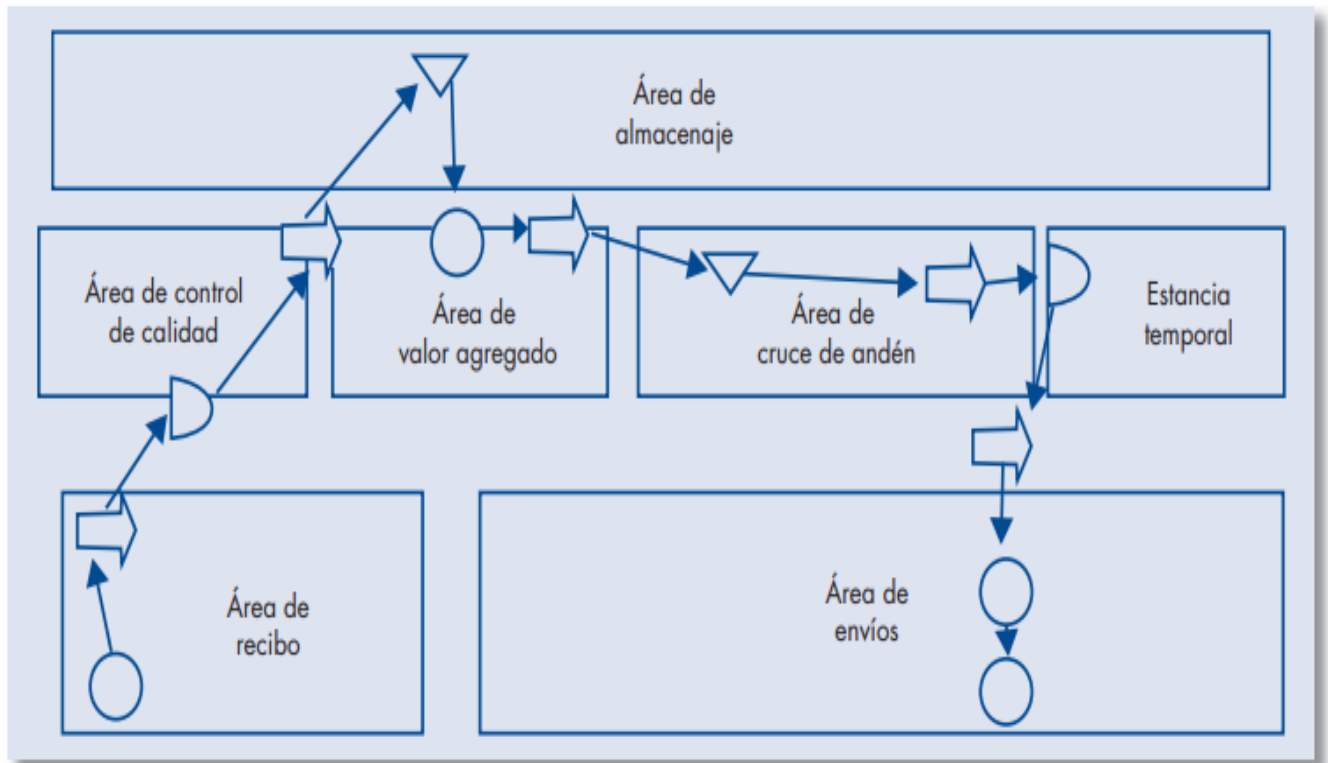 Área de
almacenaje
Área de control
de calidad
Área de
valor agregado
Área de
cruce de andén
Estancia
temporal
Área de
recibo
Área de
envíos